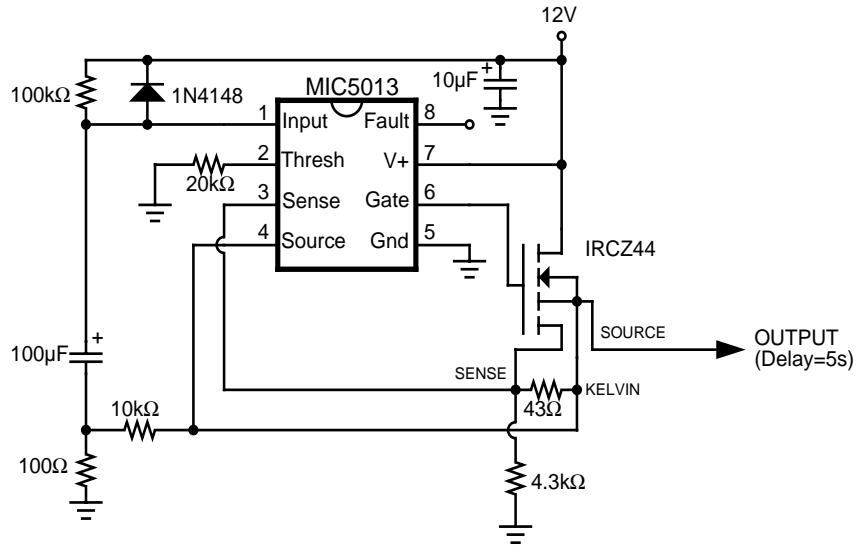 12V
10µF
+
100kΩ
1N4148
MIC5013
1
Input
Fault
8
2
Thresh
V+
7
20kΩ
3
Sense
Gate
6
4
Source
Gnd
5
IRCZ44
+
100µF
SOURCE
OUTPUT
(Delay=5s)
SENSE
43Ω
KELVIN
10kΩ
100Ω
4.3kΩ